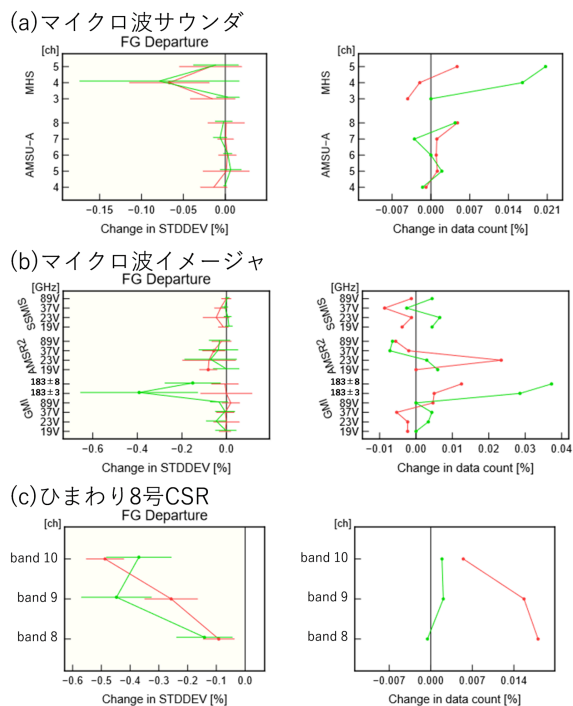 (a)マイクロ波サウンダ
FG Departure
[ch]
[ch]
MHS
5
4
3
AMSU-A
8
7
6
5
4
MHS
5
4
3
AMSU-A
8
7
6
5
4
−0.15 −0.10 −0.05 0.00
−0.007 0.000 0.007 0.014 0.021
Change in STDDEV [%]
Change in data count [%]
(b)マイクロ波イメージャ
FG Departure
[GHz]
[GHz]
SSMIS
89V
37V
23V
19V
AMSR2
89V
37V
23V
19V
GMI
183±8
183±3
89V
37V
23V
19V
SSMIS
89V
37V
23V
19V
AMSR2
89V
37V
23V
19V
GMI
183±8
183±3
89V
37V
23V
19V
−0.6 −0.4 −0.2 0.0
−0.01 0.00 0.01 0.02 0.03 0.04
Change in STDDEV [%]
Change in data count [%]
(c)ひまわり8号CSR
FG Departure
[ch]
[ch]
band 10
band 9
band 8
band 10
band 9
band 8
−0.6 −0.5 −0.4 −0.3 −0.2 −0.1 0.0
−0.007 0.000 0.007 0.014
Change in STDDEV [%]
Change in data count [%]